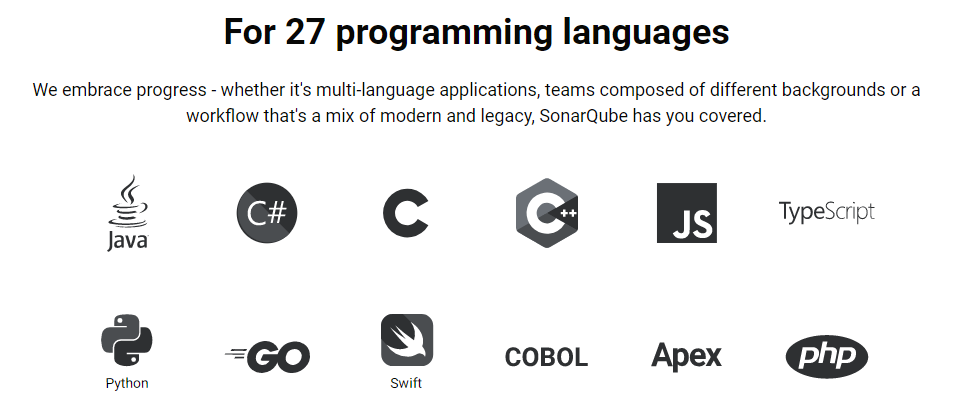 For 27 programming languages
We embrace progress - whether it's multi-language applications, teams composed of different backgrounds or a
workflow that's a mix of modern and legacy, SonarQube has you covered.
Java
C#
C
C++
JS
TypeScript
Python
GO
Swift
COBOL
Apex
php